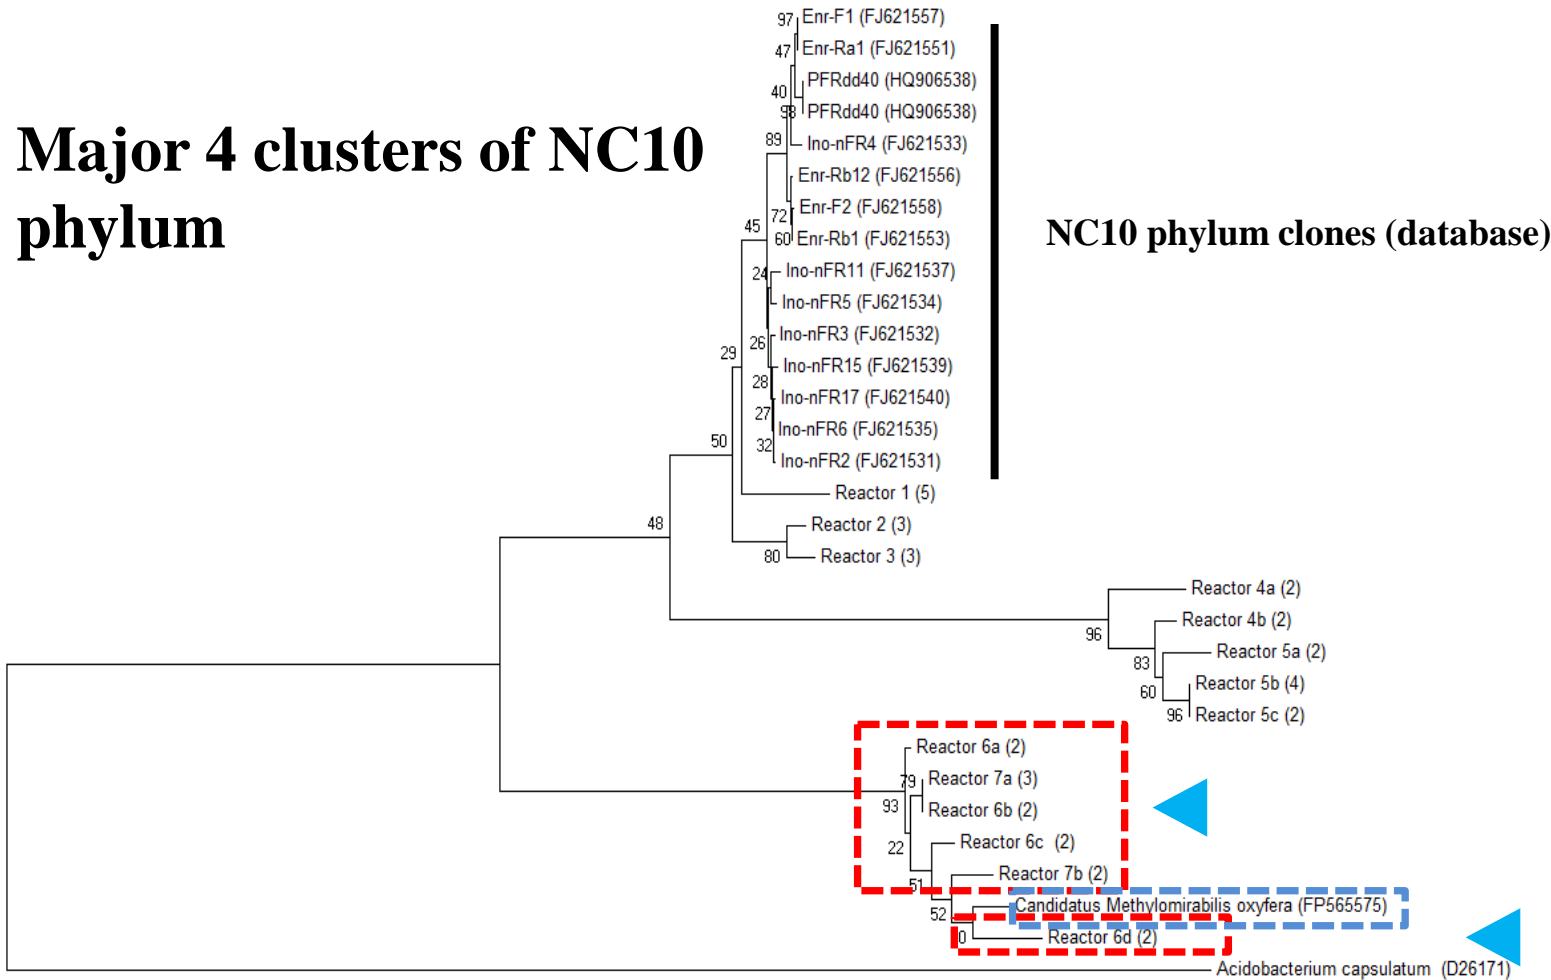 Major 4 clusters of NC10
phylum
NC10 phylum clones (database)
97
Enr-F1 (FJ621557)
47
Enr-Ra1 (FJ621551)
PFRdd40 (HQ906538)
40
98
PFRdd40 (HQ906538)
89
Ino-nFR4 (FJ621533)
Enr-Rb12 (FJ621556)
72
Enr-F2 (FJ621558)
45
60
Enr-Rb1 (FJ621553)
24
Ino-nFR11 (FJ621537)
Ino-nFR5 (FJ621534)
26
Ino-nFR3 (FJ621532)
29
Ino-nFR15 (FJ621539)
28
Ino-nFR17 (FJ621540)
27
Ino-nFR6 (FJ621535)
50
32
Ino-nFR2 (FJ621531)
Reactor 1 (5)
48
Reactor 2 (3)
80
Reactor 3 (3)
Reactor 4a (2)
96
Reactor 4b (2)
83
Reactor 5a (2)
60
Reactor 5b (4)
96
Reactor 5c (2)
Reactor 6a (2)
79
Reactor 7a (3)
93
Reactor 6b (2)
22
Reactor 6c (2)
51
Reactor 7b (2)
52
Candidatus Methylomirabilis oxyfera (FP565575)
Reactor 6d (2)
Acidobacterium capsulatum (D26171)